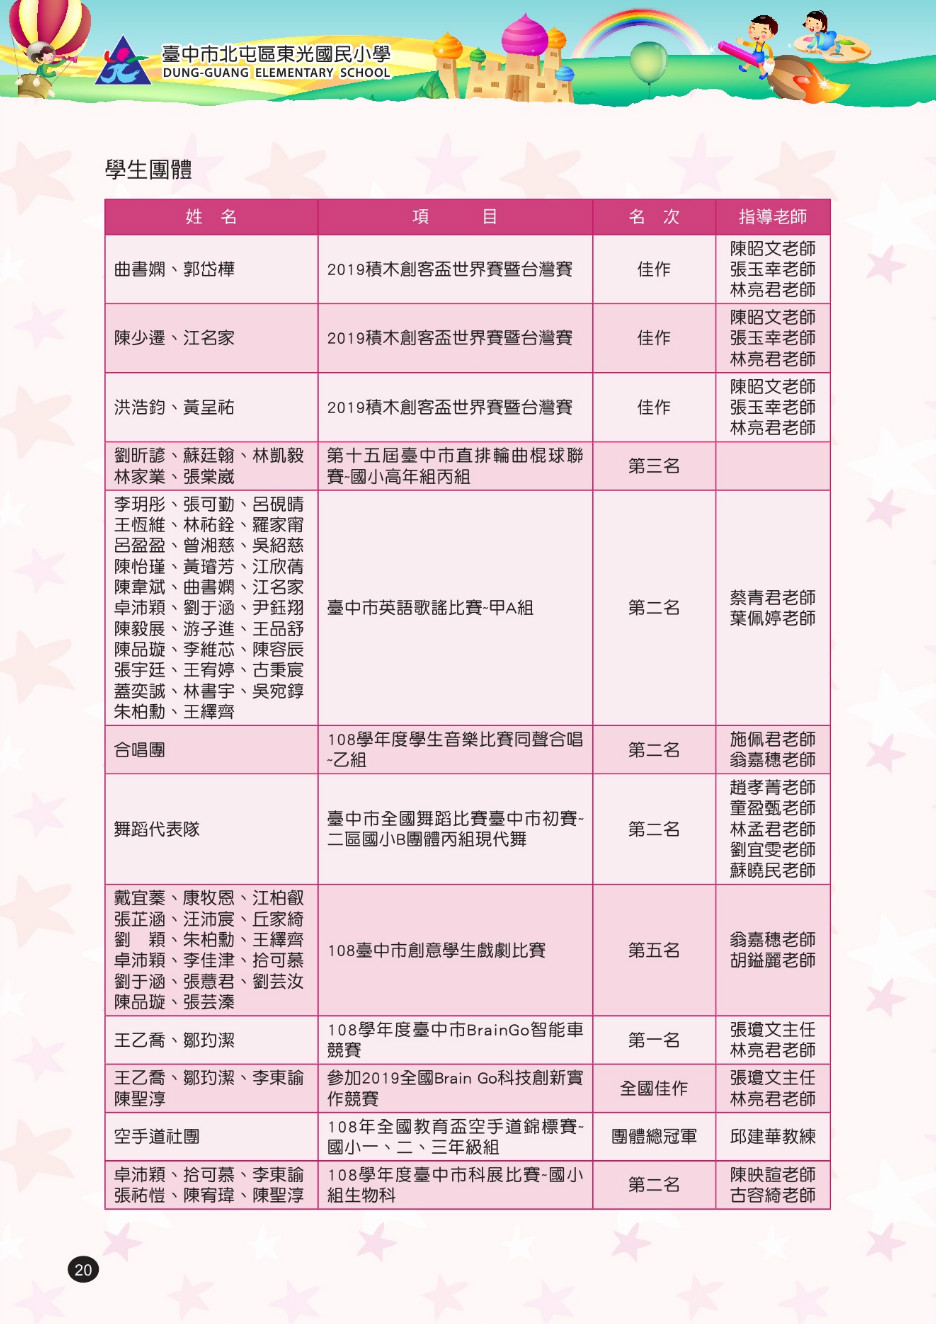 臺中市北屯區東光國民小學
DUNG-GUANG ELEMENTARY SCHOOL
學生團體
姓 名 項 目 名 次 指導老師
曲書嫻、郭岱樺 2019積木創客盃世界賽暨台灣賽 佳作 陳昭文老師
張玉幸老師
林亮君老師
陳少遷、江名家 2019積木創客盃世界賽暨台灣賽 佳作 陳昭文老師
張玉幸老師
林亮君老師
洪浩鈞、黃呈祐 2019積木創客盃世界賽暨台灣賽 佳作 陳昭文老師
張玉幸老師
林亮君老師
劉昕諺、蘇廷翰、林凱毅
林家業、張棠崴
第十五屆臺中市直排輪曲棍球聯
賽~國小高年組丙組
第三名
李玥彤、張可勤、呂硯晴
王恆維、林祐銓、羅家甯
呂盈盈、曾湘慈、吳紹慈
陳怡瑾、黃璿芳、江欣蒨
陳韋斌、曲書嫻、江名家
卓沛穎、劉于涵、尹鈺翔
陳毅展、游子進、王品舒
陳品璇、李維芯、陳容辰
張宇廷、王宥婷、古秉宸
蓋奕誠、林書宇、吳宛錞
朱柏勳、王繹齊
臺中市英語歌謠比賽~甲A組
第二名
蔡青君老師
葉佩婷老師
合唱團
108學年度學生音樂比賽同聲合唱
~乙組
第二名
施佩君老師
翁嘉穗老師
舞蹈代表隊
臺中市全國舞蹈比賽臺中市初賽~
二區國小B團體丙組現代舞
第二名
趙孝菁老師
童盈甄老師
林孟君老師
劉宜雯老師
蘇曉民老師
戴宜蓁、康牧恩、江柏叡
張芷涵、汪沛宸、丘家綺
劉 穎、朱柏勳、王繹齊
卓沛穎、李佳津、拾可慕
劉于涵、張薏君、劉芸汝
陳品璇、張芸溱
108臺中市創意學生戲劇比賽
第五名
翁嘉穗老師
胡鎰麗老師
王乙喬、鄒玓潔
108學年度臺中市BrainGo智能車
競賽
第一名
張瓊文主任
林亮君老師
王乙喬、鄒玓潔、李東諭
陳聖淳
參加2019全國Brain Go科技創新實
作競賽
全國佳作
張瓊文主任
林亮君老師
空手道社團
108年全國教育盃空手道錦標賽~
國小一、二、三年級組
團體總冠軍
邱建華教練
卓沛穎、拾可慕、李東諭
張祐愷、陳宥瑋、陳聖淳
108學年度臺中市科展比賽~國小
組生物科
第二名
陳映諠老師
古容綺老師
20